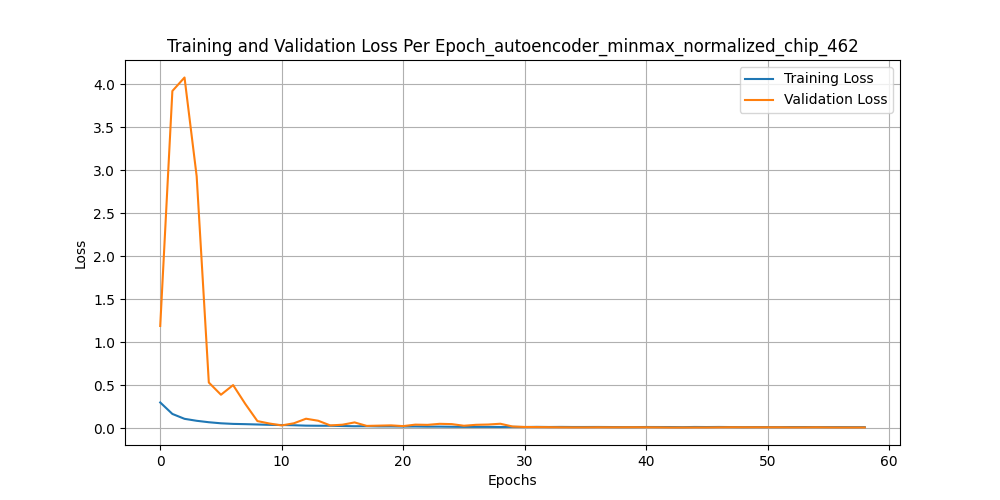 Training and Validation Loss Per Epoch_autoencoder_minmax_normalized_chip_462
Training Loss
Validation Loss
4.0
3.5
3.0
2.5
2.0
1.5
1.0
0.5
0.0
Loss
0 10 20 30 40 50 60
Epochs